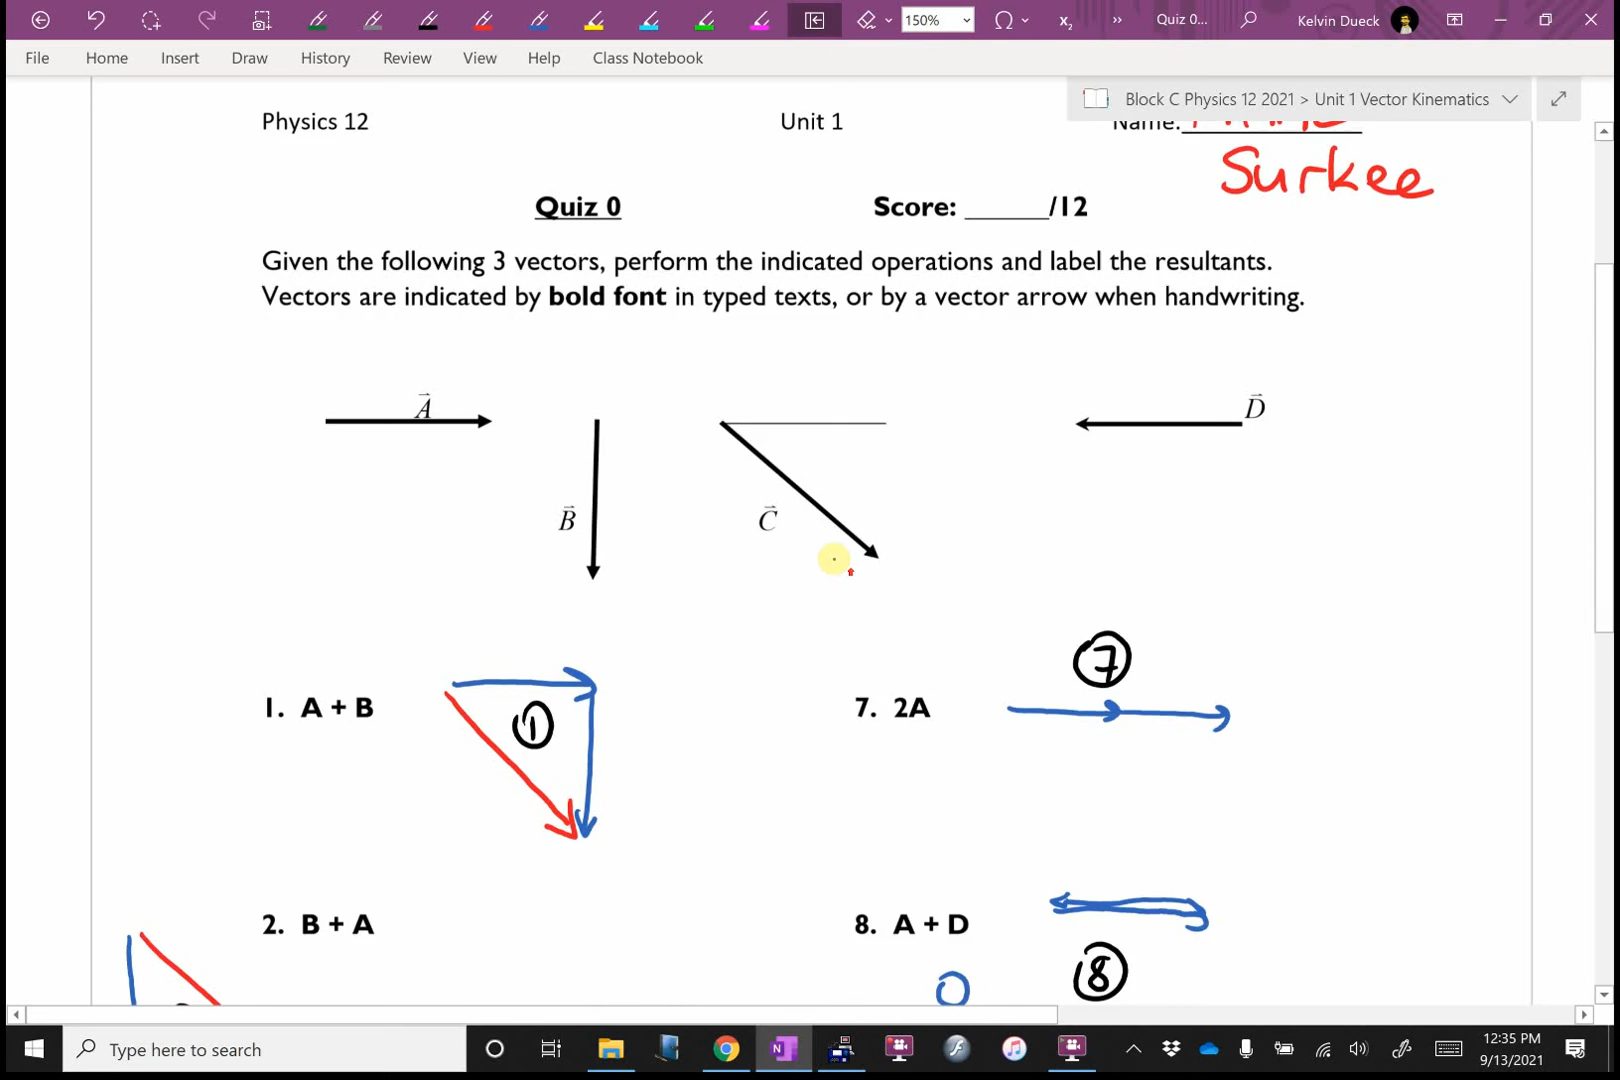 150% Ω x₂ » Quiz 0... Kelvin Dueck
File Home Insert Draw History Review View Help Class Notebook
Block C Physics 12 2021 > Unit 1 Vector Kinematics
Physics 12 Unit 1 Name:
Surkee
Quiz 0 Score: ______/12
Given the following 3 vectors, perform the indicated operations and label the resultants.
Vectors are indicated by bold font in typed texts, or by a vector arrow when handwriting.
A⃗ D⃗
B⃗ C⃗
7
1. A + B 1 7. 2A
2. B + A 8. A + D
8
0
Type here to search
12:35 PM
9/13/2021